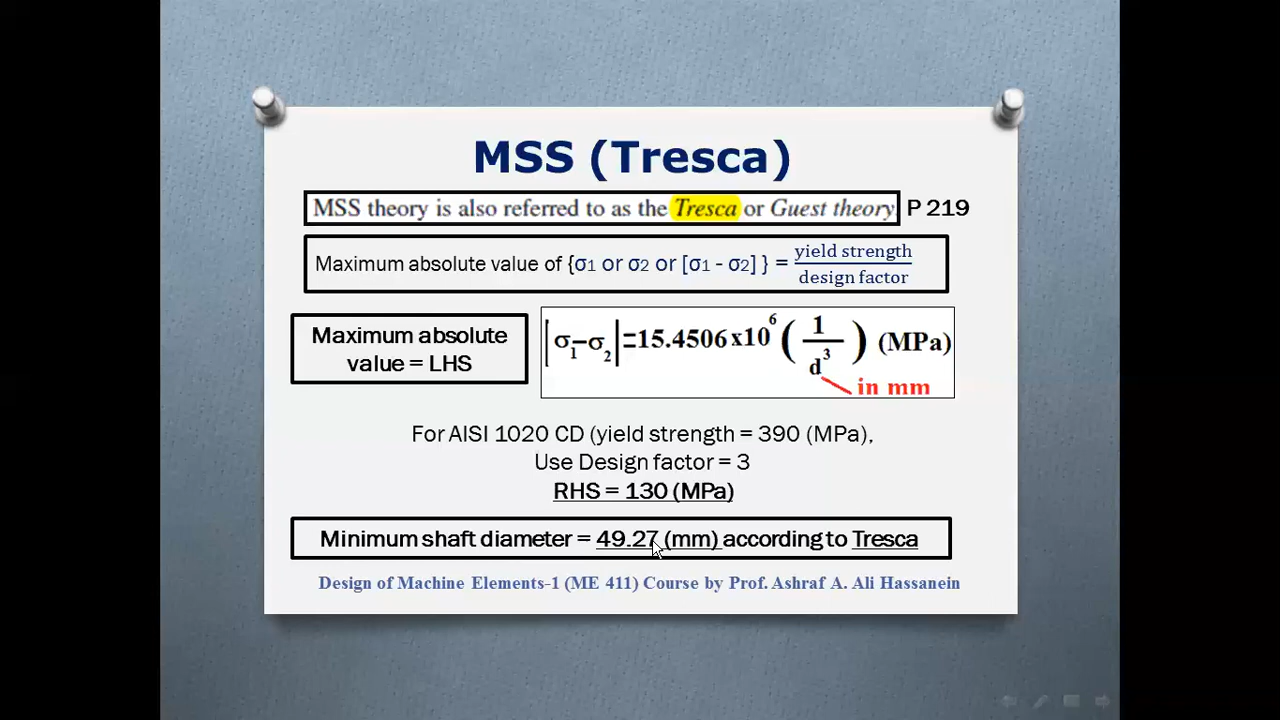 MSS (Tresca)
MSS theory is also referred to as the Tresca or Guest theory. P 219
Maximum absolute value of {σ1 or σ2 or [σ1 - σ2] } = yield strength / design factor
Maximum absolute
value = LHS
|σ₁-σ₂|=15.4506x10⁶ (1/d³) (MPa)
in mm
For AISI 1020 CD (yield strength = 390 (MPa),
Use Design factor = 3
RHS = 130 (MPa)
Minimum shaft diameter = 49.27 (mm) according to Tresca
Design of Machine Elements-1 (ME 411) Course by Prof. Ashraf A. Ali Hassanein